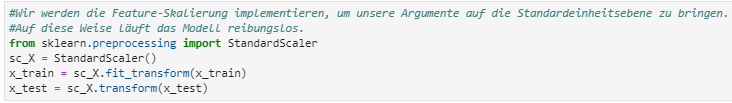 #Wir werden die Feature-Skalierung implementieren, um unsere Argumente auf die Standardeinheitsebene zu bringen.
#Auf diese Weise läuft das Modell reibungslos.
from sklearn.preprocessing import StandardScaler
sc_X = StandardScaler()
x_train = sc_X.fit_transform(x_train)
x_test = sc_X.transform(x_test)